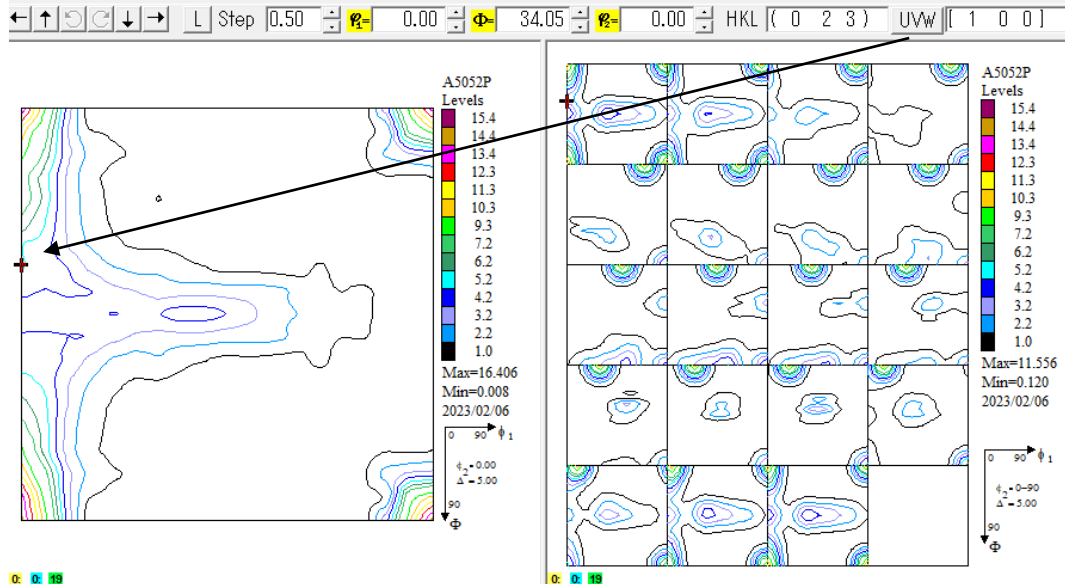 L Step 0.50 φ1= 0.00 Φ= 34.05 φ2= 0.00 HKL ( 0 2 3 ) UVW [ 1 0 0 ]
A5052P
Levels
15.4
14.4
13.4
12.3
11.3
10.3
9.3
7.2
6.2
5.2
4.2
3.2
2.2
1.0
Max=16.406
Min=0.008
2023/02/06
0 90 ϕ1
ϕ2=0.00
Δ=5.00
90
Φ
0: 0: 19
A5052P
Levels
15.4
14.4
13.4
12.3
11.3
10.3
9.3
7.2
6.2
5.2
4.2
3.2
2.2
1.0
Max=11.556
Min=0.120
2023/02/06
0 90 ϕ1
ϕ2=0-90
Δ=5.00
90
Φ
0: 0: 19